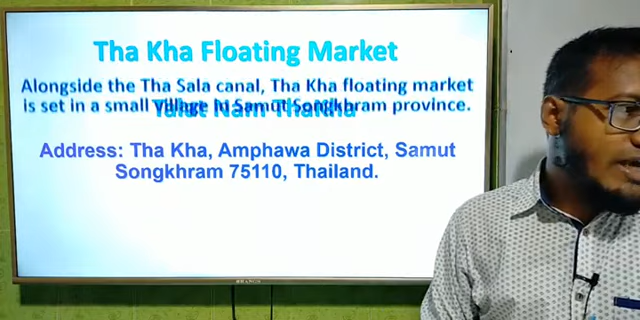 Tha Kha Floating Market
Alongside the Tha Sala canal, Tha Kha floating market
is set in a small village in Samut Songkhram province.
Address: Tha Kha, Amphawa District, Samut
Songkhram 75110, Thailand.